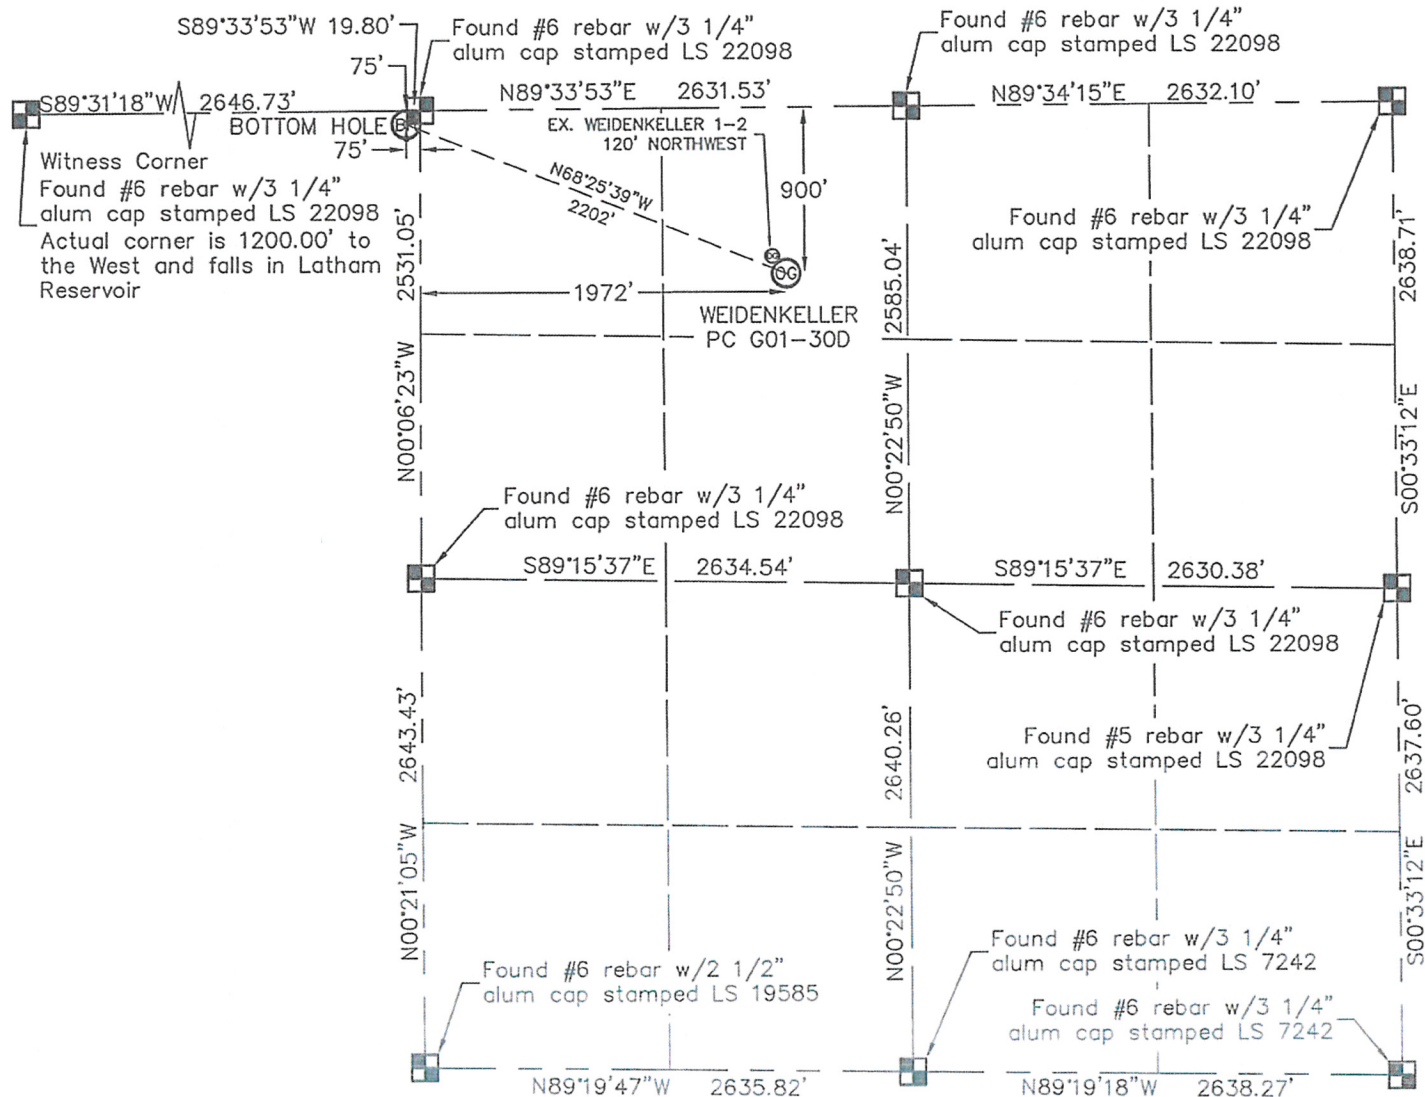 S89°33'53"W 19.80'
75'
Found #6 rebar w/3 1/4"
alum cap stamped LS 22098
Found #6 rebar w/3 1/4"
alum cap stamped LS 22098
S89°31'18"W 2646.73'
N89°33'53"E 2631.53'
N89°34'15"E 2632.10'
BOTTOM HOLE
75'
EX. WEIDENKELLER 1-2
120' NORTHWEST
Witness Corner
Found #6 rebar w/3 1/4"
alum cap stamped LS 22098
Actual corner is 1200.00' to
the West and falls in Latham
Reservoir
N68°25'39"W
2202'
900'
Found #6 rebar w/3 1/4"
alum cap stamped LS 22098
OG
OG
1972'
WEIDENKELLER
PC G01-30D
N00°06'23"W 2531.05'
N00°22'50"W 2585.04'
S00°33'12"E 2638.71'
Found #6 rebar w/3 1/4"
alum cap stamped LS 22098
S89°15'37"E 2634.54'
S89°15'37"E 2630.38'
Found #6 rebar w/3 1/4"
alum cap stamped LS 22098
Found #5 rebar w/3 1/4"
alum cap stamped LS 22098
N00°21'05"W 2643.43'
N00°22'50"W 2640.26'
S00°33'12"E 2637.60'
Found #6 rebar w/2 1/2"
alum cap stamped LS 19585
Found #6 rebar w/3 1/4"
alum cap stamped LS 7242
Found #6 rebar w/3 1/4"
alum cap stamped LS 7242
N89°19'47"W 2635.82'
N89°19'18"W 2638.27'